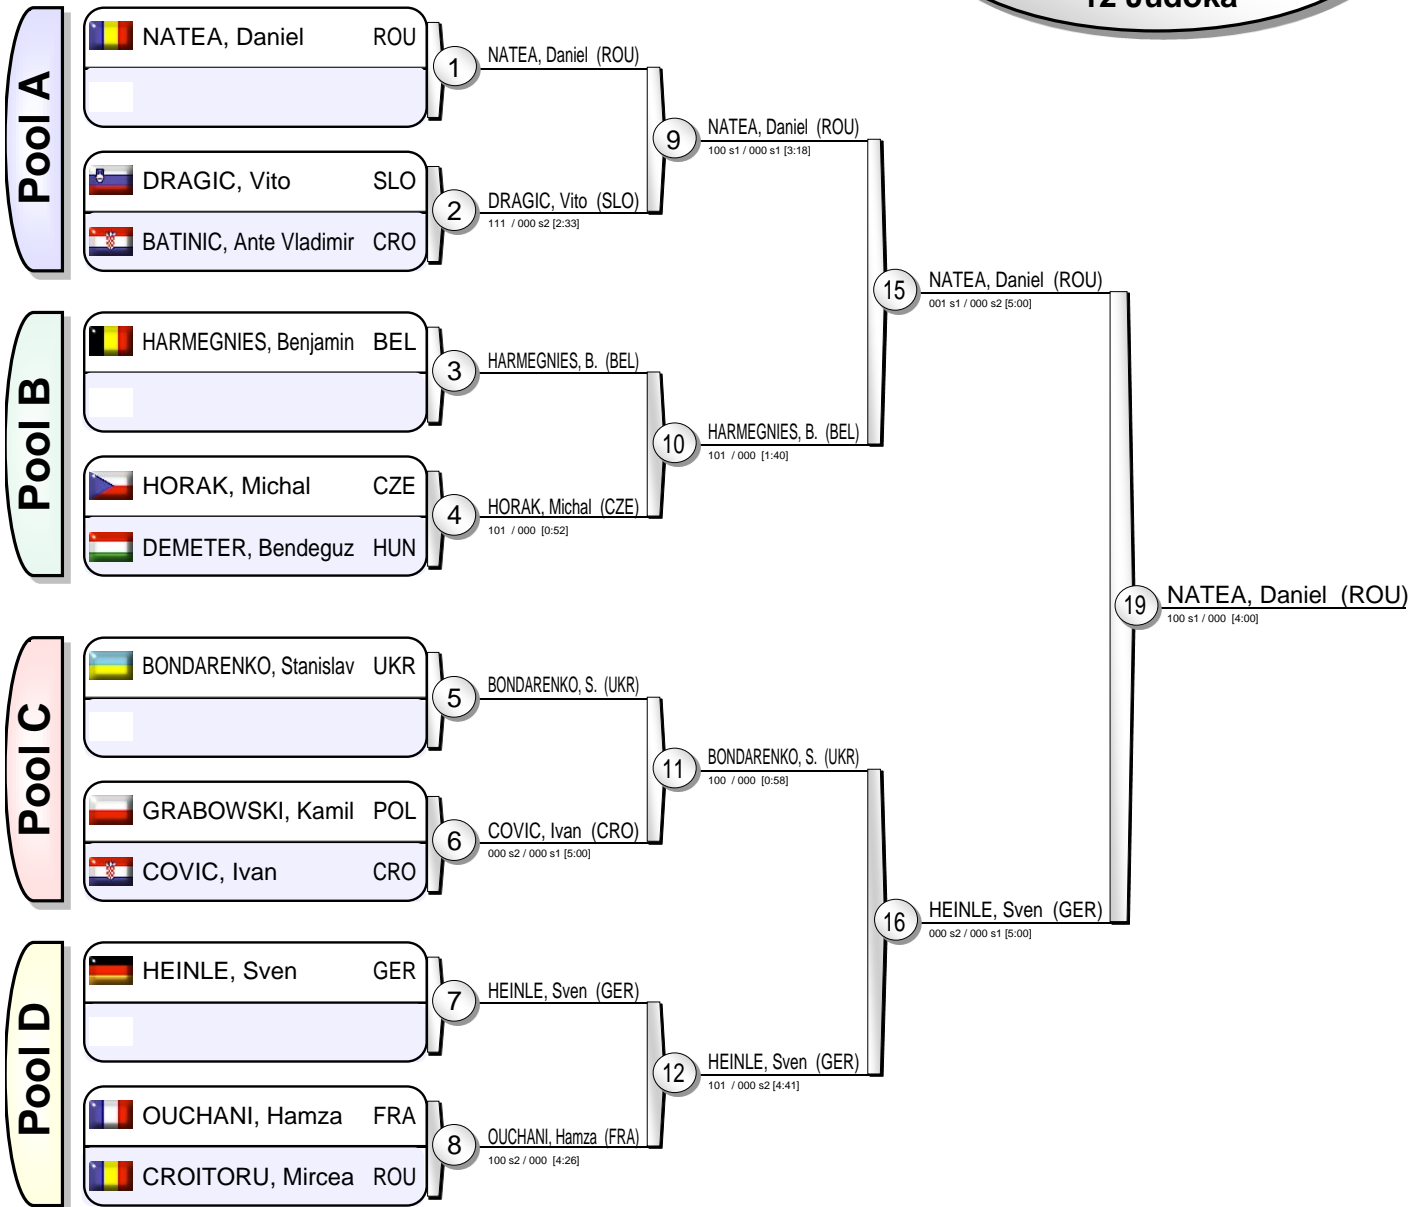 12 Judoka
Pool A
NATEA, Daniel ROU
DRAGIC, Vito SLO
BATINIC, Ante Vladimir CRO
1
NATEA, Daniel (ROU)
2
DRAGIC, Vito (SLO)
111 / 000 s2 [2:33]
9
NATEA, Daniel (ROU)
100 s1 / 000 s1 [3:18]
Pool B
HARMEGNIES, Benjamin BEL
HORAK, Michal CZE
DEMETER, Bendeguz HUN
3
HARMEGNIES, B. (BEL)
4
HORAK, Michal (CZE)
101 / 000 [0:52]
10
HARMEGNIES, B. (BEL)
101 / 000 [1:40]
15
NATEA, Daniel (ROU)
001 s1 / 000 s2 [5:00]
Pool C
BONDARENKO, Stanislav UKR
GRABOWSKI, Kamil POL
COVIC, Ivan CRO
5
BONDARENKO, S. (UKR)
6
COVIC, Ivan (CRO)
000 s2 / 000 s1 [5:00]
11
BONDARENKO, S. (UKR)
100 / 000 [0:58]
Pool D
HEINLE, Sven GER
OUCHANI, Hamza FRA
CROITORU, Mircea ROU
7
HEINLE, Sven (GER)
8
OUCHANI, Hamza (FRA)
100 s2 / 000 [4:26]
12
HEINLE, Sven (GER)
101 / 000 s2 [4:41]
16
HEINLE, Sven (GER)
000 s2 / 000 s1 [5:00]
19
NATEA, Daniel (ROU)
100 s1 / 000 [4:00]